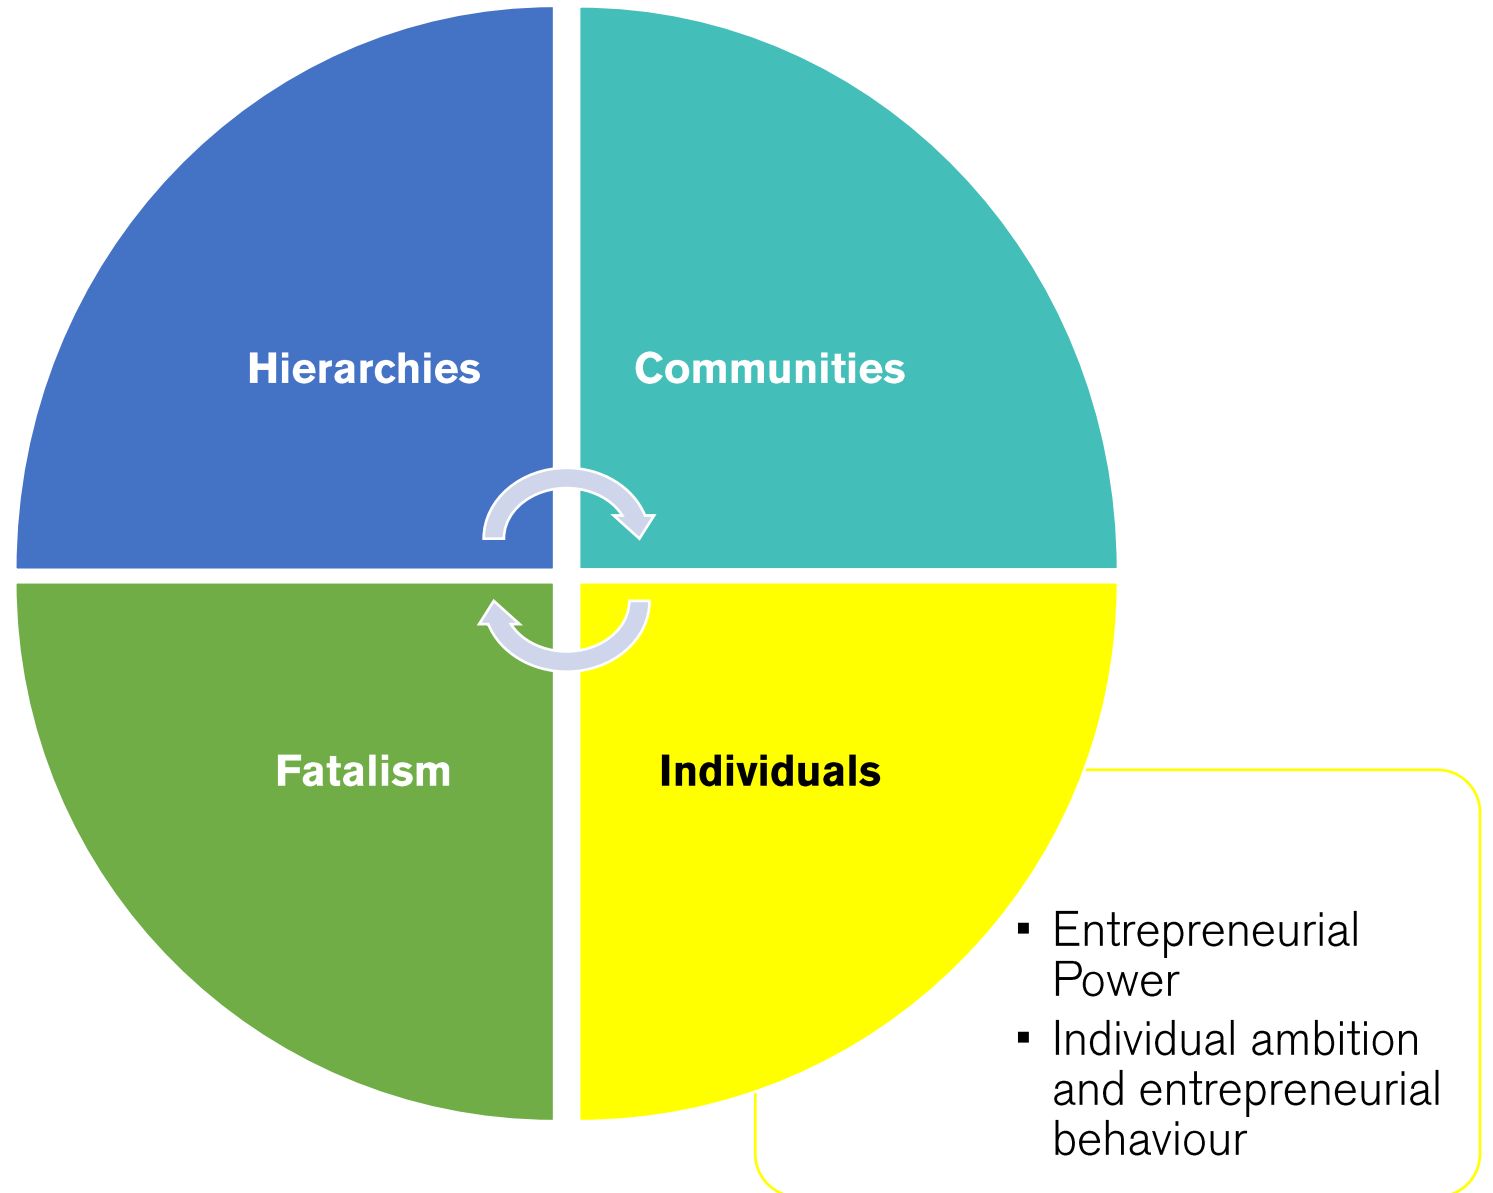 Hierarchies
Communities
Fatalism
Individuals
▪ Entrepreneurial
Power
▪ Individual ambition
and entrepreneurial
behaviour